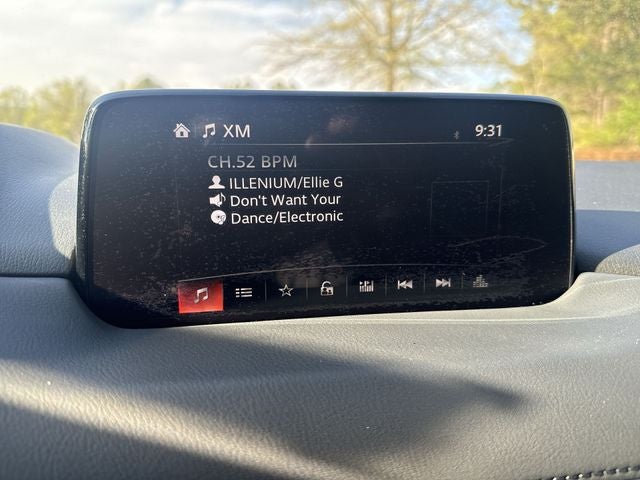 XM
9:31
CH.52 BPM
ILLENIUM/Ellie G
Don't Want Your
Dance/Electronic